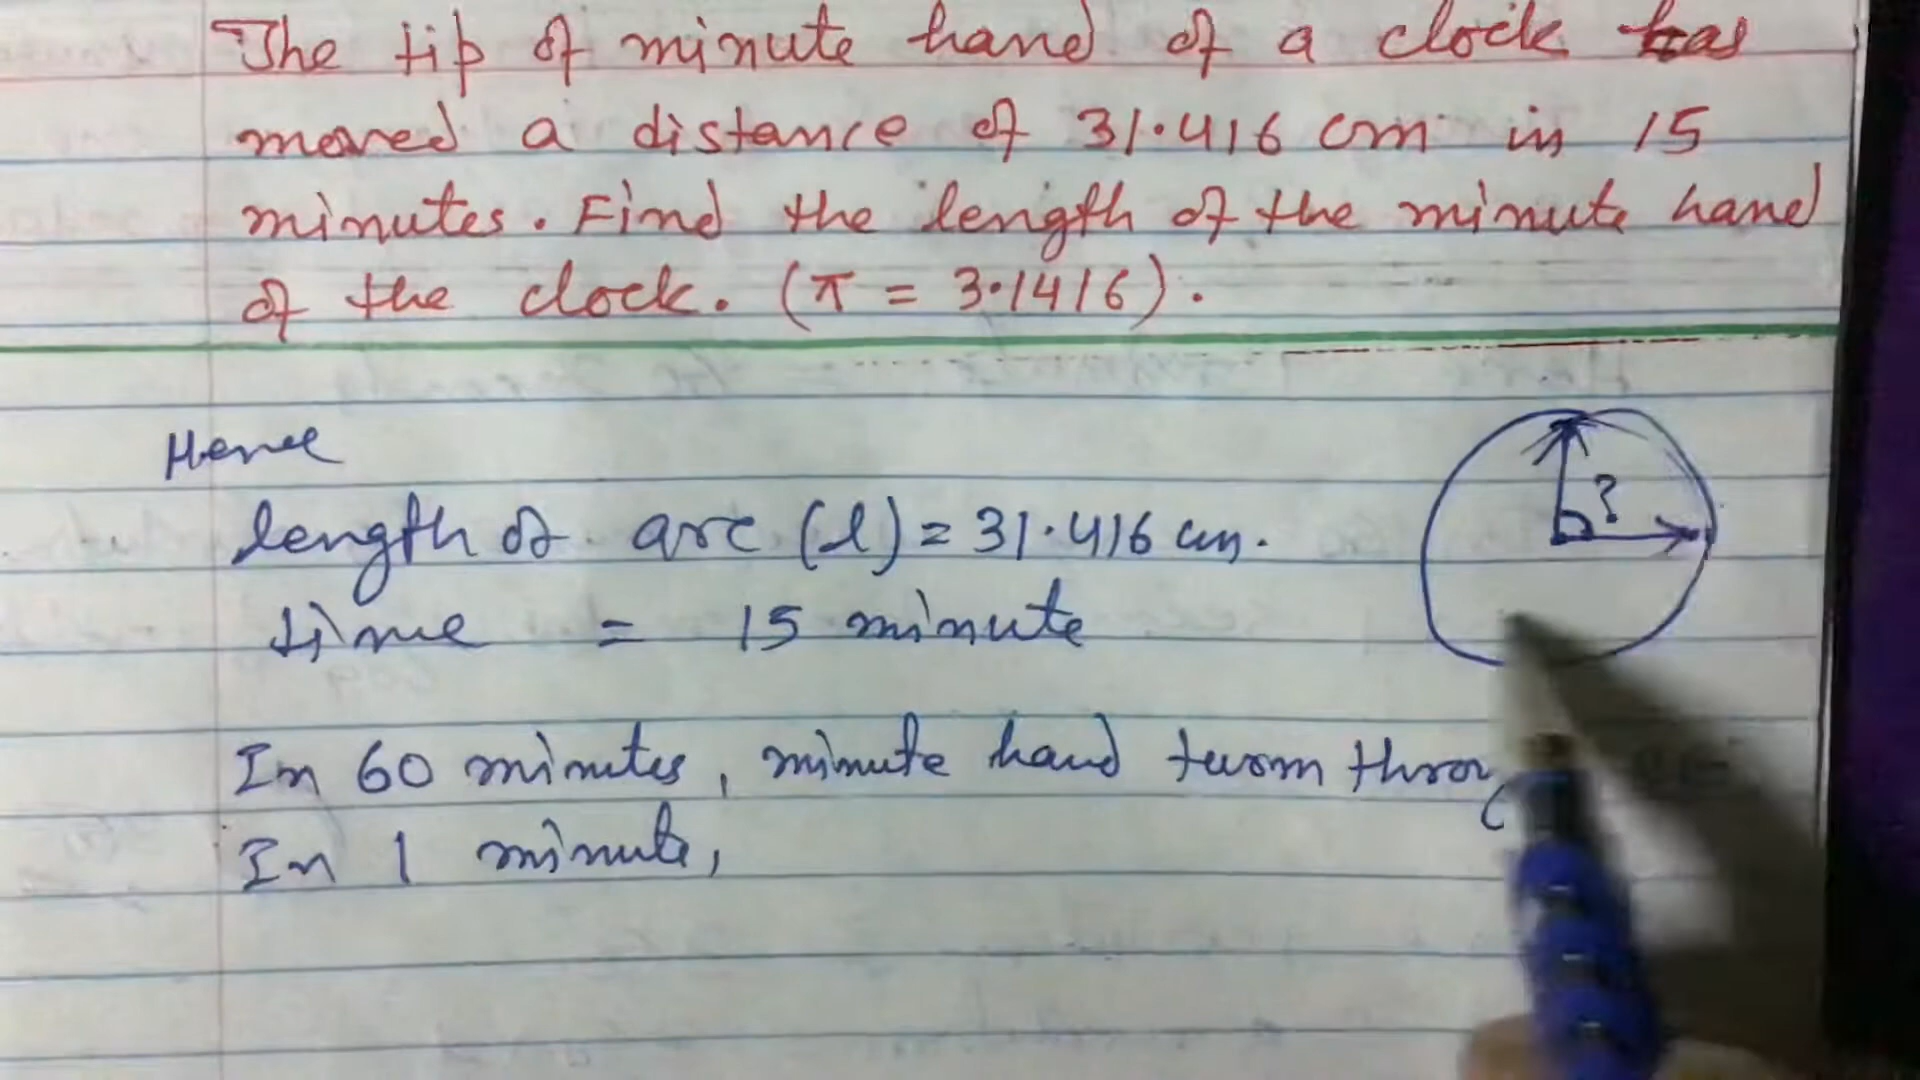 The tip of minute hand of a clock has
moved a distance of 31.416 cm in 15
minutes. Find the length of the minute hand
of the clock. (π = 3.1416).
Hence
length of arc (l) = 31.416 cm.
?
time = 15 minute
In 60 minutes, minute hand turn throug
In 1 minute,